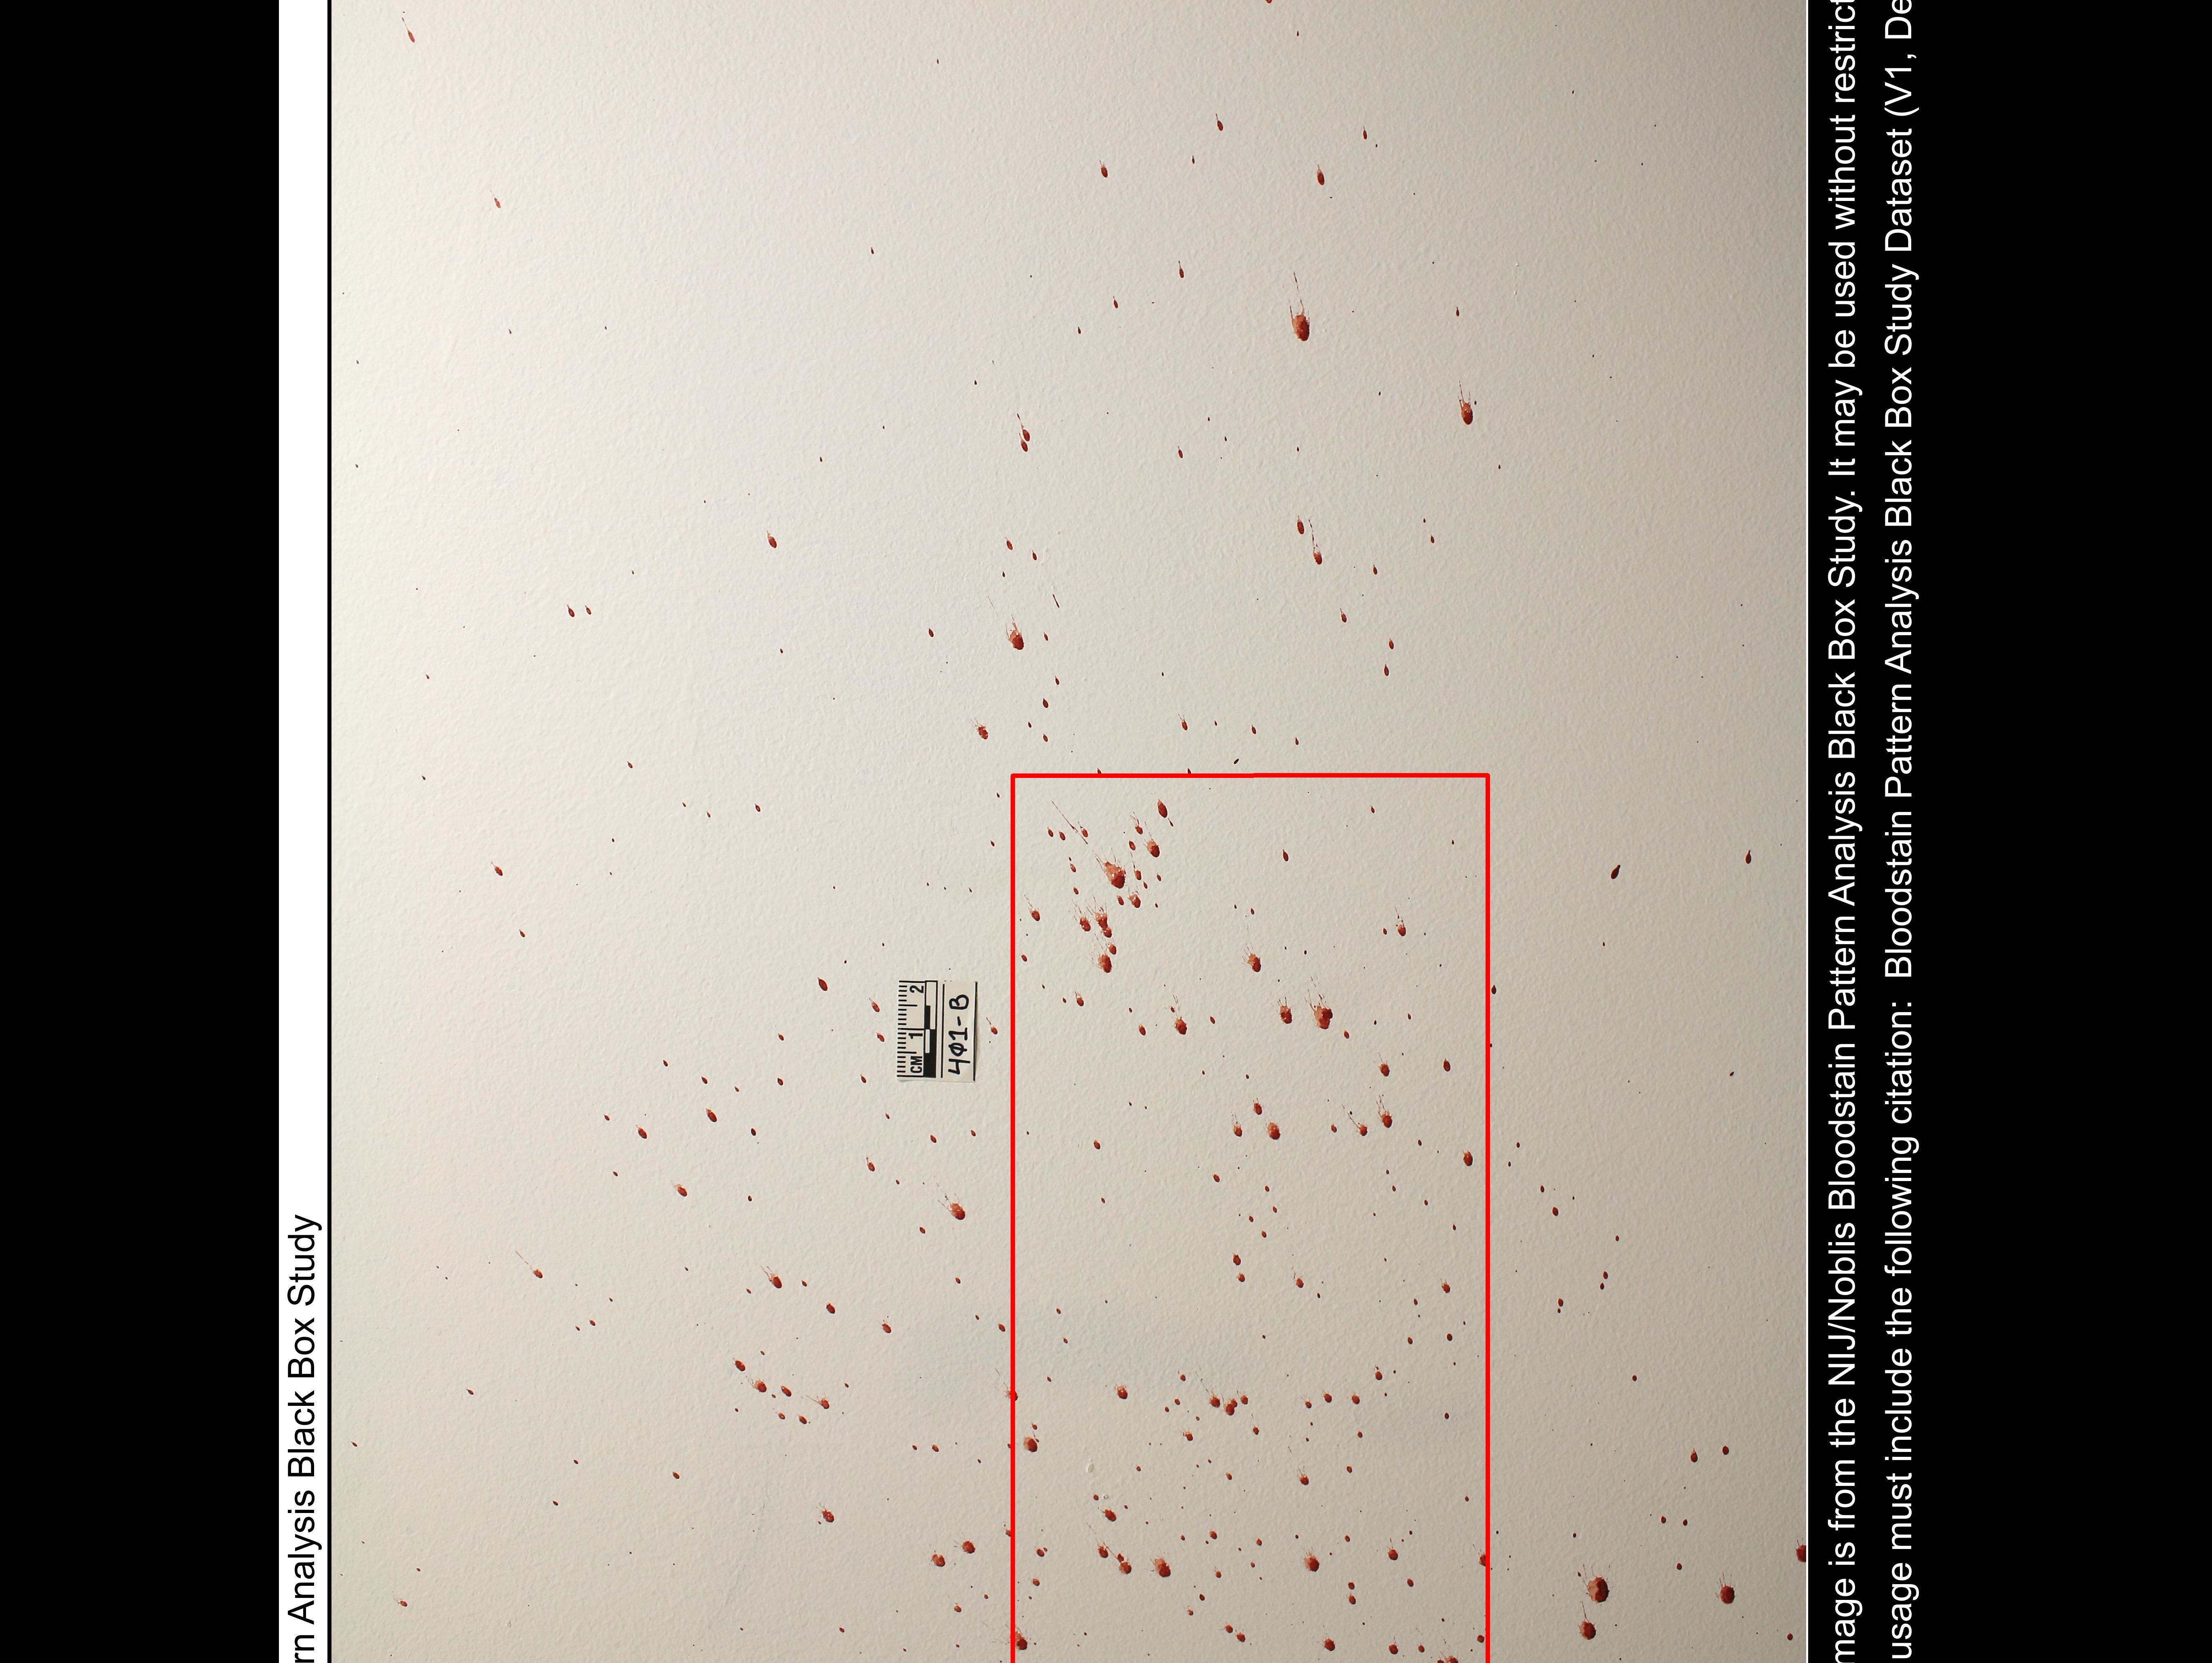 rn Analysis Black Box Study
CM 1 2
401-B
mage is from the NIJ/Noblis Bloodstain Pattern Analysis Black Box Study. It may be used without restrict
usage must include the following citation: Bloodstain Pattern Analysis Black Box Study Dataset (V1, De